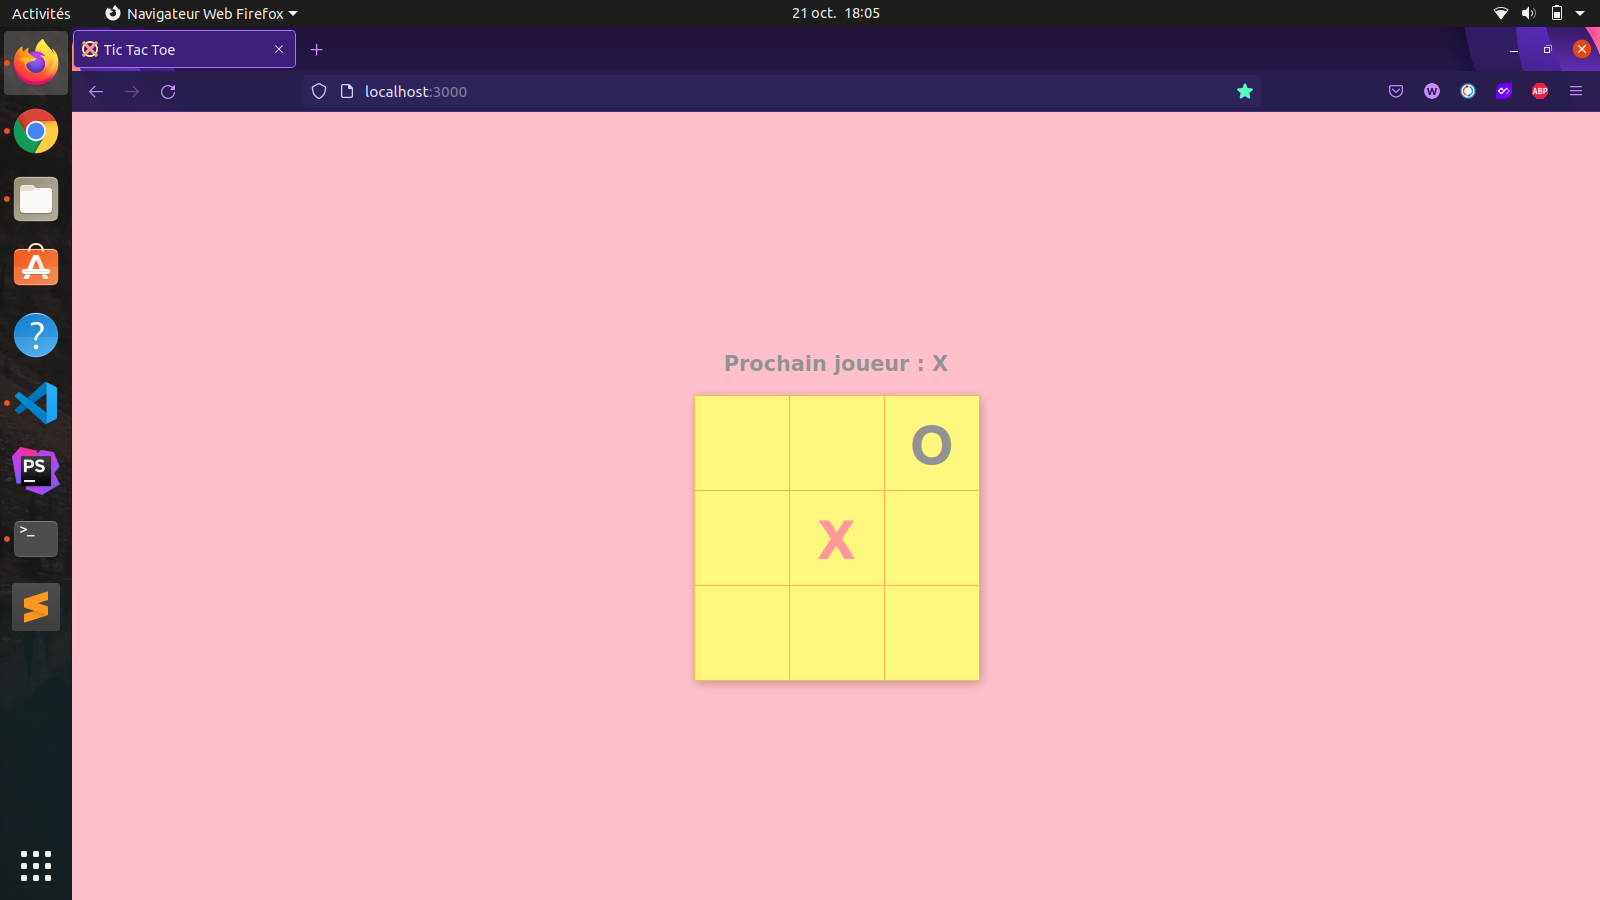 Activités
Navigateur Web Firefox
21 oct. 18:05
Tic Tac Toe
localhost:3000
W
ABP
?
PS
>_
Prochain joueur : X
O
X